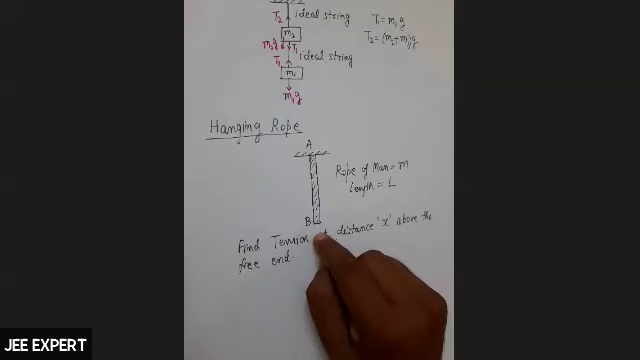 T₂ ideal string T₁ = m₁g
m₂ T₂ = (m₂+m₁)g
m₂g T₁
T₁ ideal string
m₁
m₁g
Hanging Rope
A
Rope of Mass = m
Length = L
B
Find Tension at distance 'x' above the
free end
JEE EXPERT